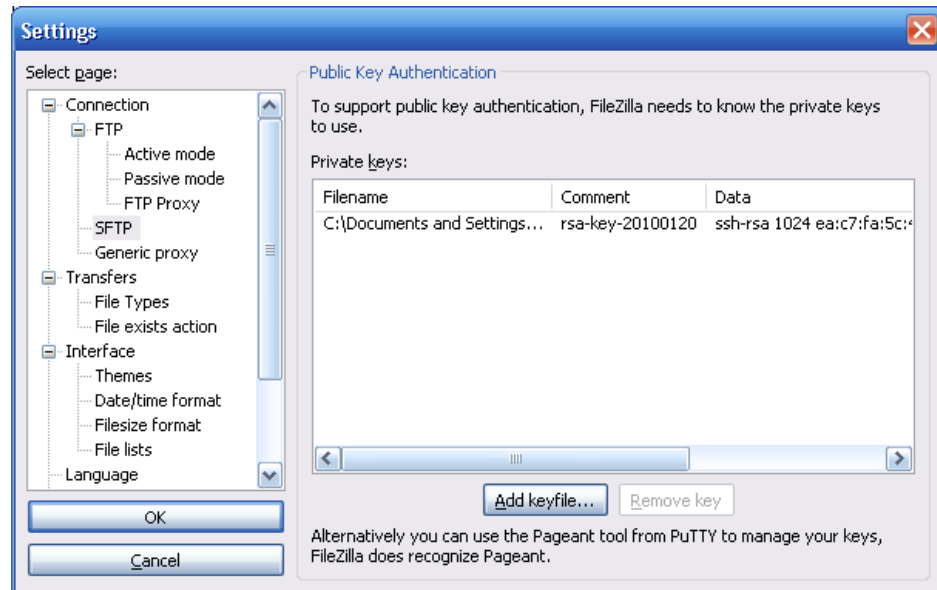 Settings
Select page:
Connection
FTP
Active mode
Passive mode
FTP Proxy
SFTP
Generic proxy
Transfers
File Types
File exists action
Interface
Themes
Date/time format
Filesize format
File lists
Language
OK
Cancel
Public Key Authentication
To support public key authentication, FileZilla needs to know the private keys
to use.
Private keys:
Filename Comment Data
C:\Documents and Settings... rsa-key-20100120 ssh-rsa 1024 ea:c7:fa:5c:
Add keyfile... Remove key
Alternatively you can use the Pageant tool from PuTTY to manage your keys,
FileZilla does recognize Pageant.